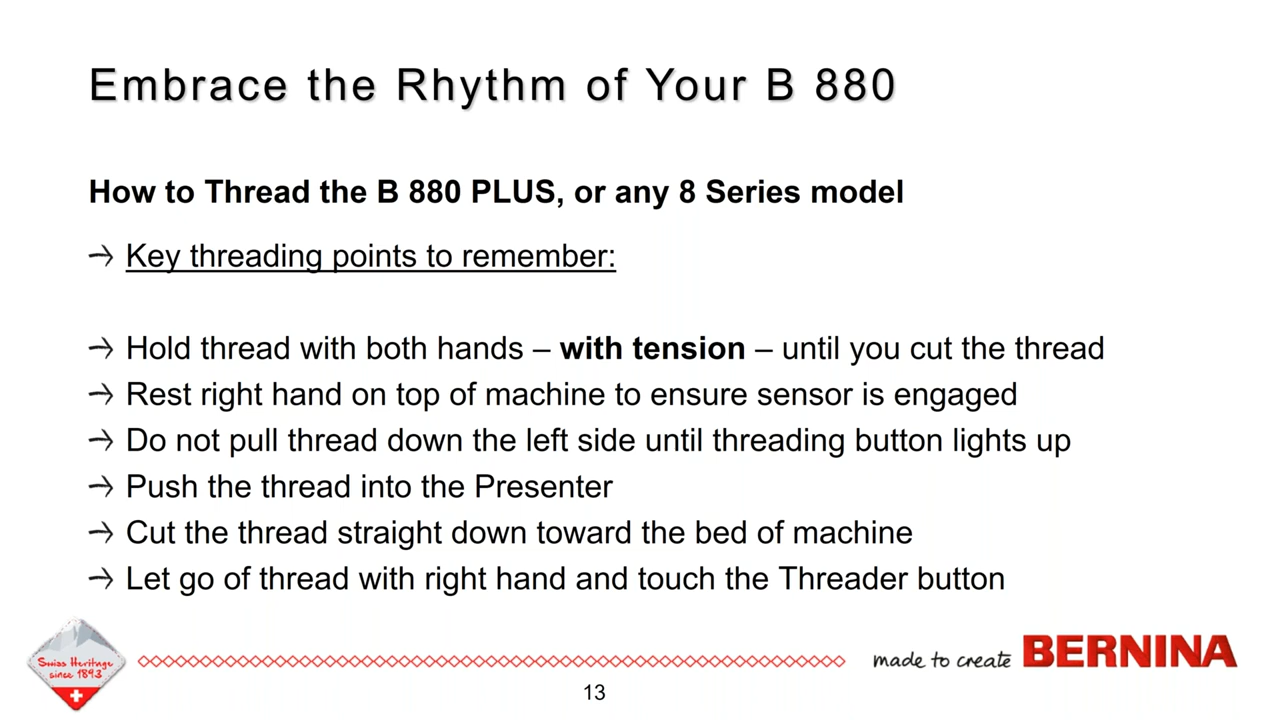 Embrace the Rhythm of Your B 880
How to Thread the B 880 PLUS, or any 8 Series model
→ Key threading points to remember:
→ Hold thread with both hands – with tension – until you cut the thread
→ Rest right hand on top of machine to ensure sensor is engaged
→ Do not pull thread down the left side until threading button lights up
→ Push the thread into the Presenter
→ Cut the thread straight down toward the bed of machine
→ Let go of thread with right hand and touch the Threader button
Swiss Heritage
since 1893
made to create BERNINA
13